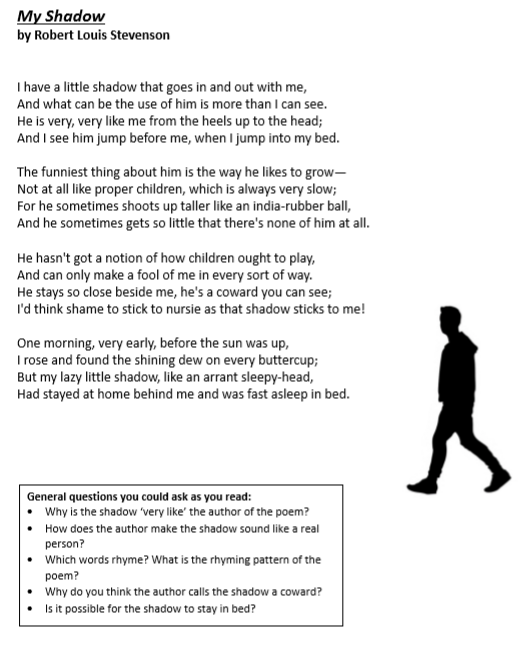 My Shadow
by Robert Louis Stevenson
I have a little shadow that goes in and out with me,
And what can be the use of him is more than I can see.
He is very, very like me from the heels up to the head;
And I see him jump before me, when I jump into my bed.
The funniest thing about him is the way he likes to grow—
Not at all like proper children, which is always very slow;
For he sometimes shoots up taller like an india-rubber ball,
And he sometimes gets so little that there's none of him at all.
He hasn't got a notion of how children ought to play,
And can only make a fool of me in every sort of way.
He stays so close beside me, he's a coward you can see;
I'd think shame to stick to nursie as that shadow sticks to me!
One morning, very early, before the sun was up,
I rose and found the shining dew on every buttercup;
But my lazy little shadow, like an arrant sleepy-head,
Had stayed at home behind me and was fast asleep in bed.
General questions you could ask as you read:
• Why is the shadow ‘very like’ the author of the poem?
• How does the author make the shadow sound like a real
person?
• Which words rhyme? What is the rhyming pattern of the
poem?
• Why do you think the author calls the shadow a coward?
• Is it possible for the shadow to stay in bed?